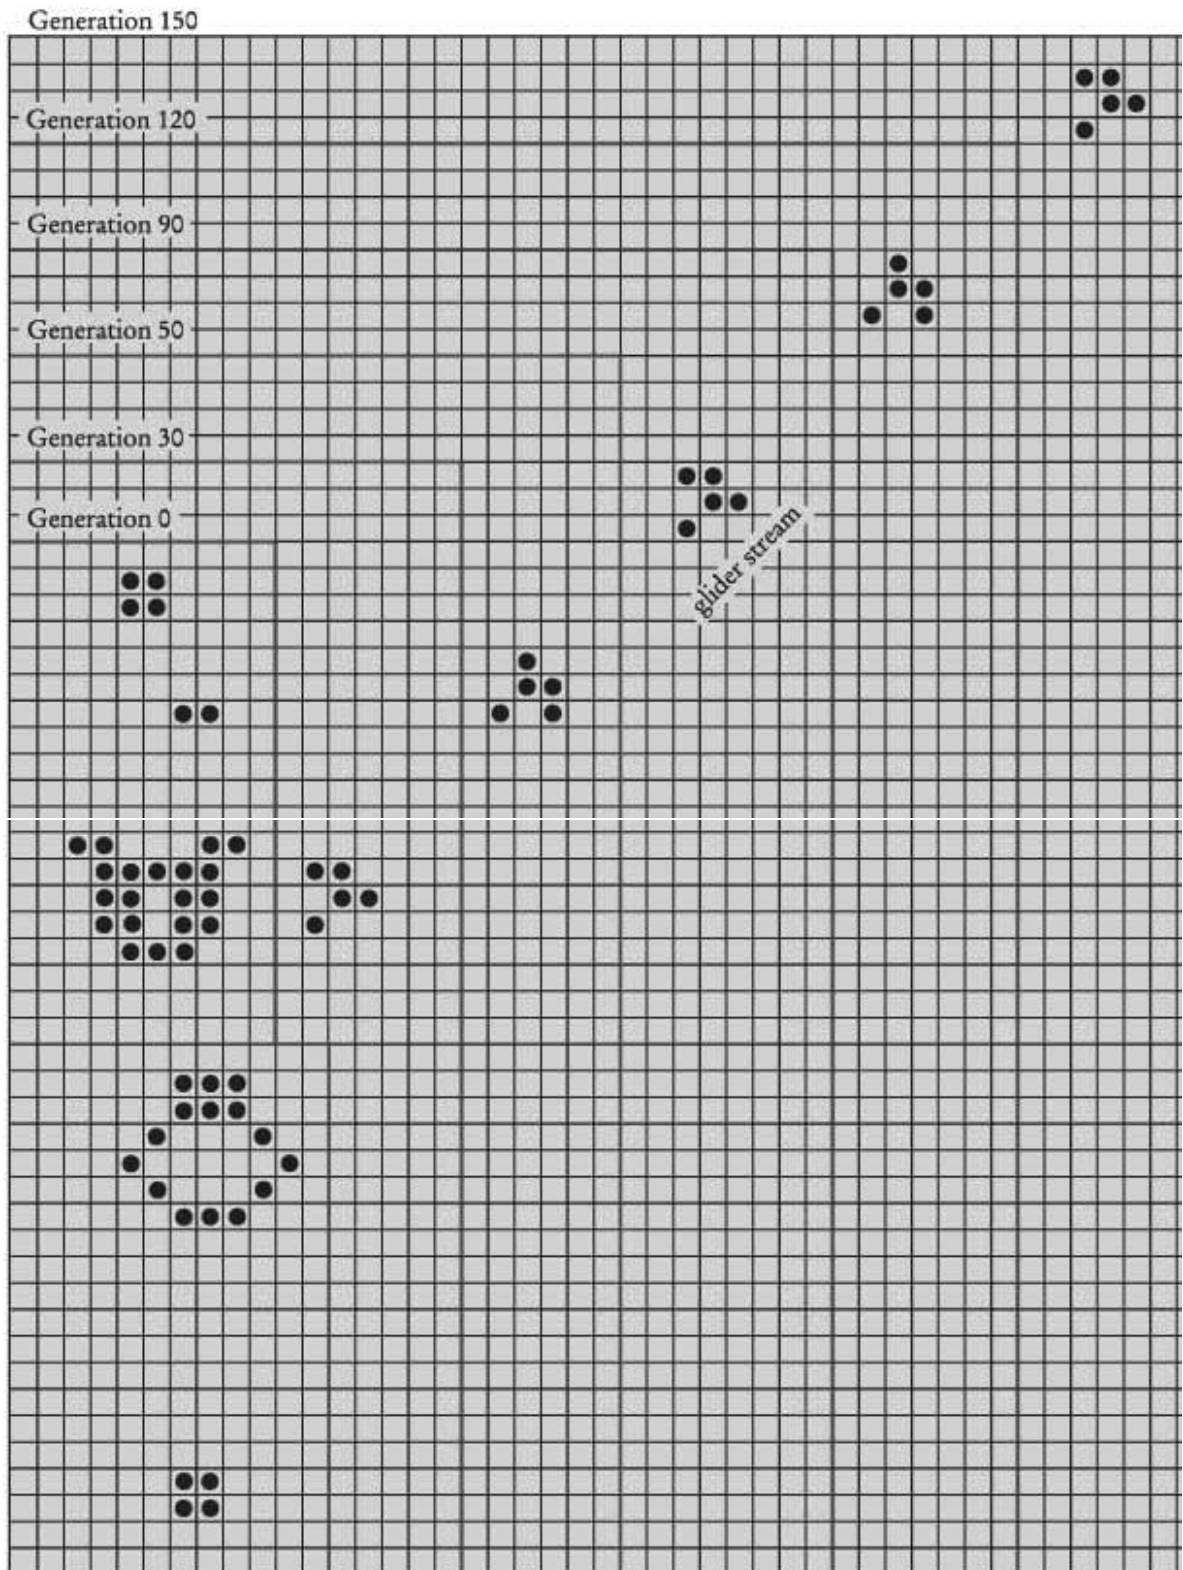 Generation 150
Generation 120
Generation 90
Generation 50
Generation 30
Generation 0
glider stream